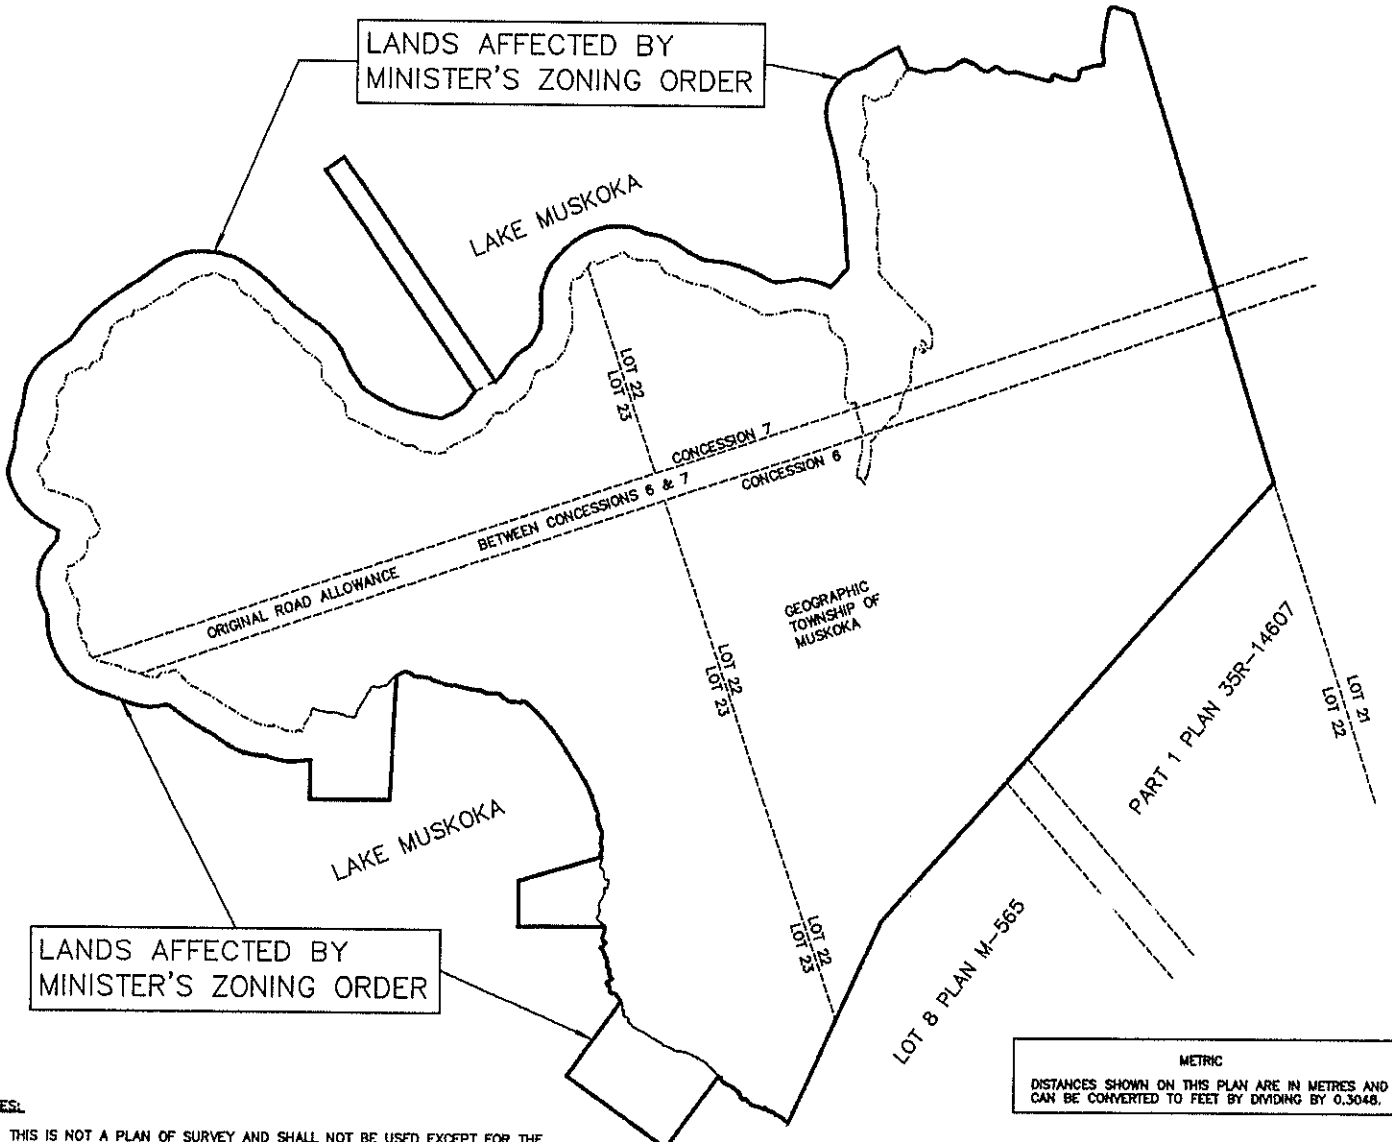 LANDS AFFECTED BY
MINISTER'S ZONING ORDER
LAKE MUSKOKA
LOT 22
LOT 23
CONCESSION 7
CONCESSION 6
BETWEEN CONCESSIONS 6 & 7
ORIGINAL ROAD ALLOWANCE
GEOGRAPHIC
TOWNSHIP OF
MUSKOKA
LOT 22
LOT 23
PART 1 PLAN 35R-14607
LOT 21
LOT 22
LAKE MUSKOKA
LOT 22
LOT 23
LOT 8 PLAN M-565
LANDS AFFECTED BY
MINISTER'S ZONING ORDER
METRIC
DISTANCES SHOWN ON THIS PLAN ARE IN METRES AND
CAN BE CONVERTED TO FEET BY DIVIDING BY 0.3048.
ES:
THIS IS NOT A PLAN OF SURVEY AND SHALL NOT BE USED EXCEPT FOR THE